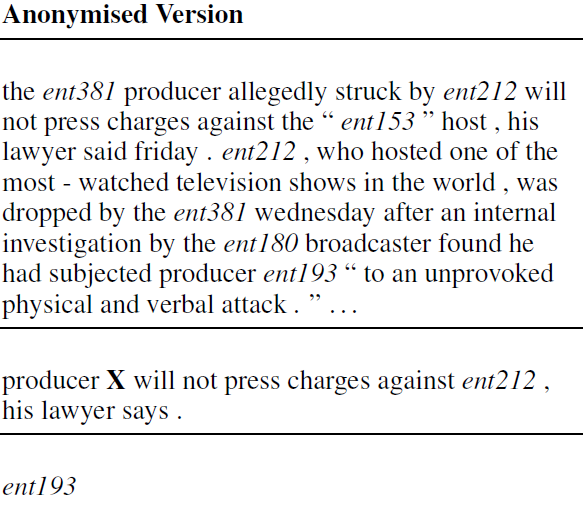 Anonymised Version
the ent381 producer allegedly struck by ent212 will
not press charges against the “ ent153 ” host , his
lawyer said friday . ent212 , who hosted one of the
most - watched television shows in the world , was
dropped by the ent381 wednesday after an internal
investigation by the ent180 broadcaster found he
had subjected producer ent193 “ to an unprovoked
physical and verbal attack . ” ...
producer X will not press charges against ent212 ,
his lawyer says .
ent193